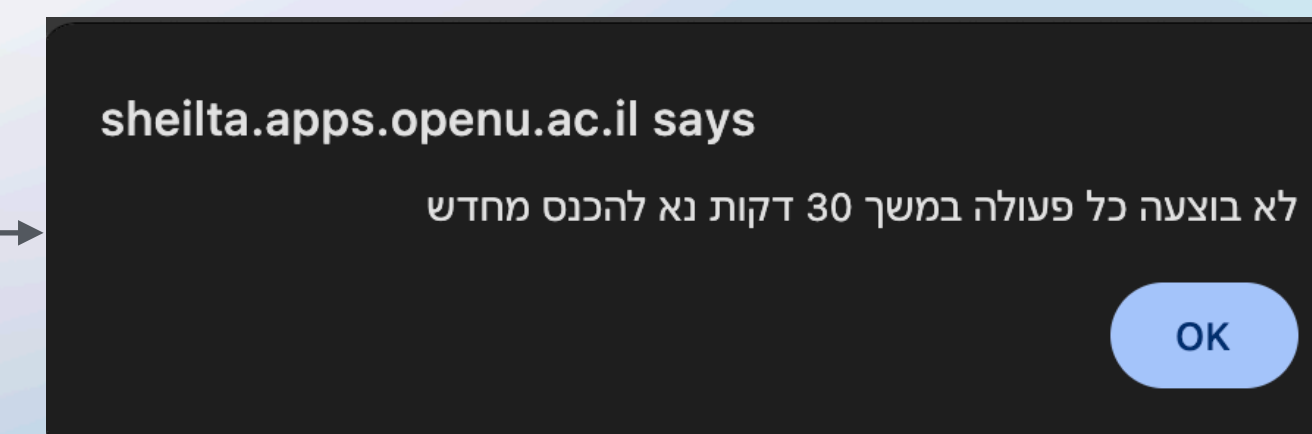 sheilta.apps.openu.ac.il says
לא בוצעה כל פעולה במשך 30 דקות נא להכנס מחדש
OK